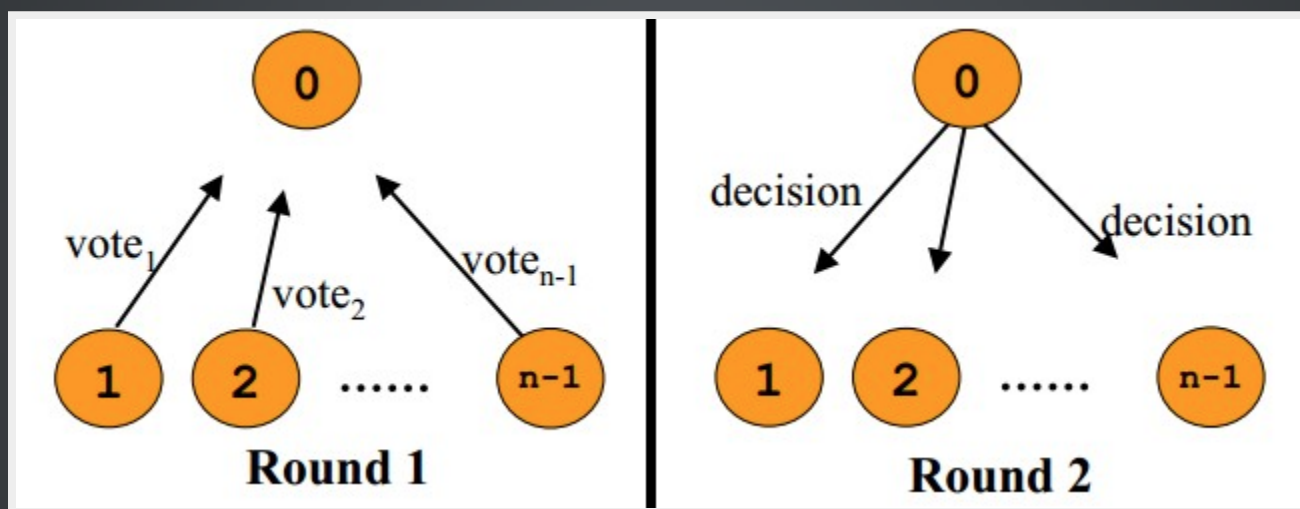 0
vote1
vote2
voten-1
1
2
......
n-1
Round 1
0
decision
decision
1
2
......
n-1
Round 2